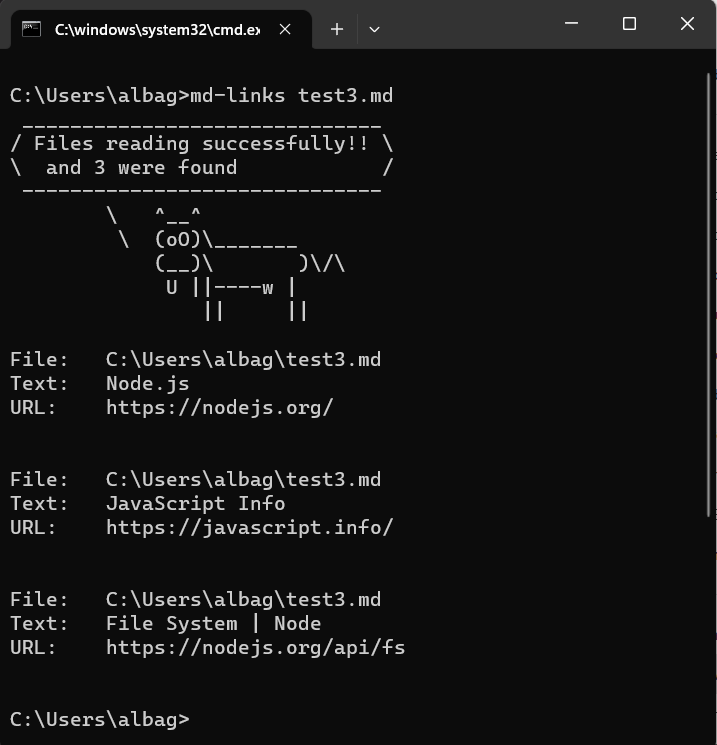 C:\windows\system32\cmd.ex
C:\Users\albag>md-links test3.md
 ______________________________
/ Files reading successfully!! \
\  and 3 were found            /
 ------------------------------
        \   ^__^
         \  (oO)\_______
            (__)\       )\/\
             U ||----w |
                ||     ||
File:   C:\Users\albag\test3.md
Text:   Node.js
URL:    https://nodejs.org/
File:   C:\Users\albag\test3.md
Text:   JavaScript Info
URL:    https://javascript.info/
File:   C:\Users\albag\test3.md
Text:   File System | Node
URL:    https://nodejs.org/api/fs
C:\Users\albag>